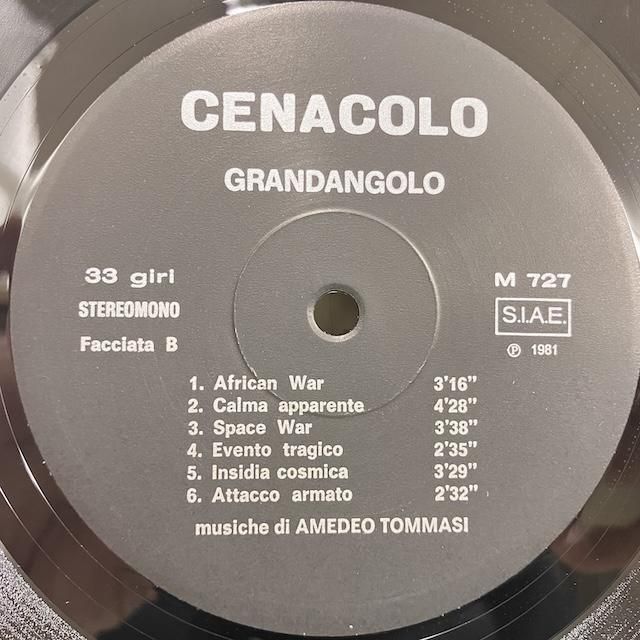 CENACOLO
GRANDANGOLO
33 giri
M 727
STEREOMONO
S.I.A.E.
Facciata B
℗ 1981
1. African War 3'16"
2. Calma apparente 4'28"
3. Space War 3'38"
4. Evento tragico 2'35"
5. Insidia cosmica 3'29"
6. Attacco armato 2'32"
musiche di AMEDEO TOMMASI